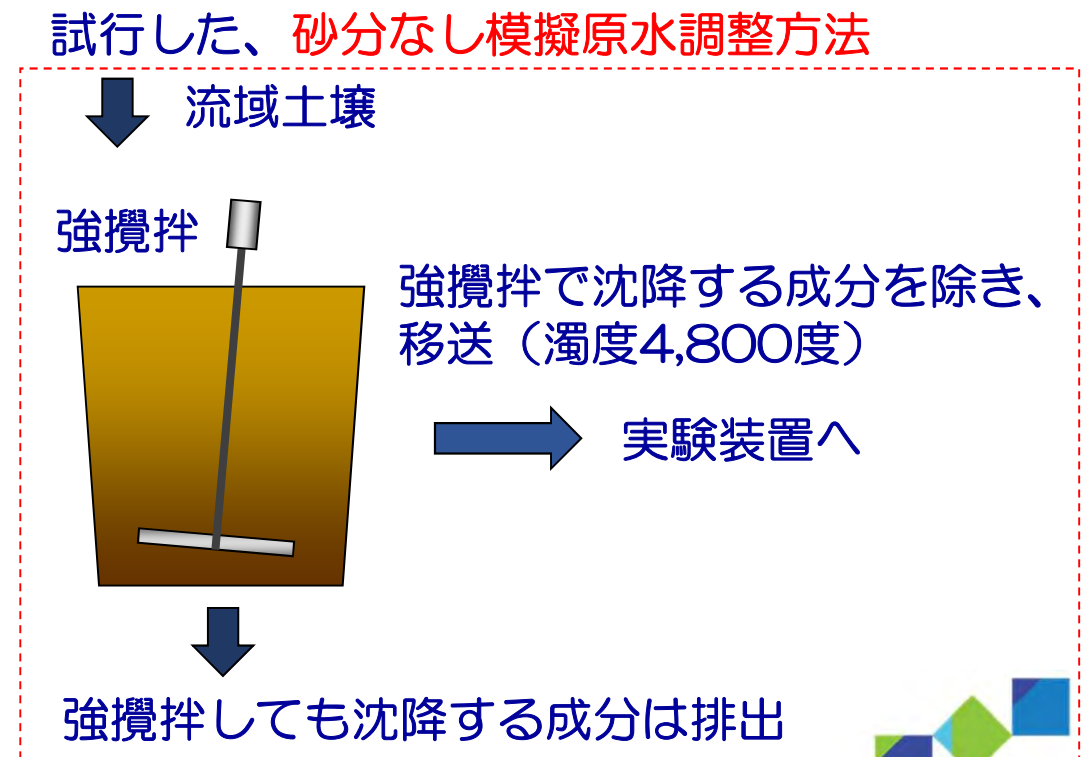 試行した、砂分なし模擬原水調整方法
流域土壌
強攪拌
強攪拌で沈降する成分を除き、
移送（濁度4,800度）
実験装置へ
強攪拌しても沈降する成分は排出